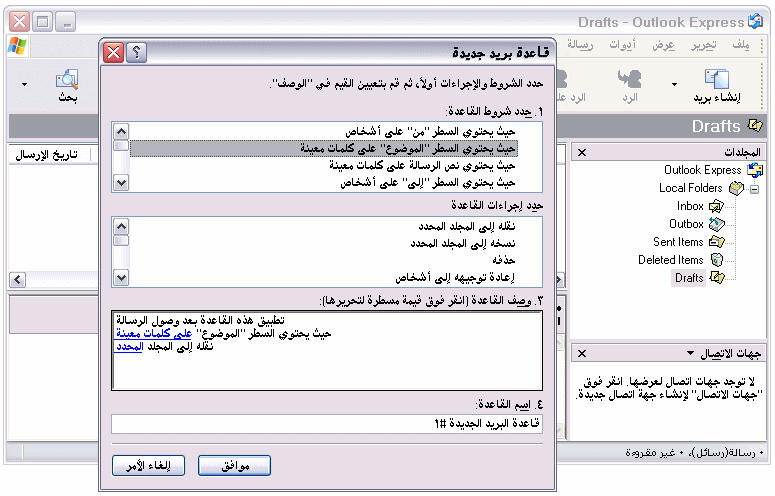 Drafts - Outlook Express
ملف تحرير عرض أدوات رسالة
إنشاء بريد
الرد
الرد على
بحث
Drafts
المجلدات
Outlook Express
Local Folders
Inbox
Outbox
Sent Items
Deleted Items
Drafts
تاريخ الإرسال
جهات الاتصال
لا توجد جهات اتصال لعرضها. انقر فوق
"جهات الاتصال" لإنشاء جهة اتصال جديدة.
٠ رسالة(رسائل)، ٠ غير مقروءة
قاعدة بريد جديدة
حدد الشروط والإجراءات أولاً، ثم قم بتعيين القيم في "الوصف".
١. حدد شروط القاعدة:
حيث يحتوي السطر "من" على أشخاص
حيث يحتوي السطر "الموضوع" على كلمات معينة
حيث يحتوي نص الرسالة على كلمات معينة
حيث يحتوي السطر "إلى" على أشخاص
حدد إجراءات القاعدة
نقله إلى المجلد المحدد
نسخه إلى المجلد المحدد
حذفه
إعادة توجيهه إلى أشخاص
٣. وصف القاعدة (انقر فوق قيمة مسطرة لتحريرها):
تطبيق هذه القاعدة بعد وصول الرسالة
حيث يحتوي السطر "الموضوع" على كلمات معينة
نقله إلى المجلد المحدد
٤. اسم القاعدة:
قاعدة البريد الجديدة #١
موافق
إلغاء الأمر